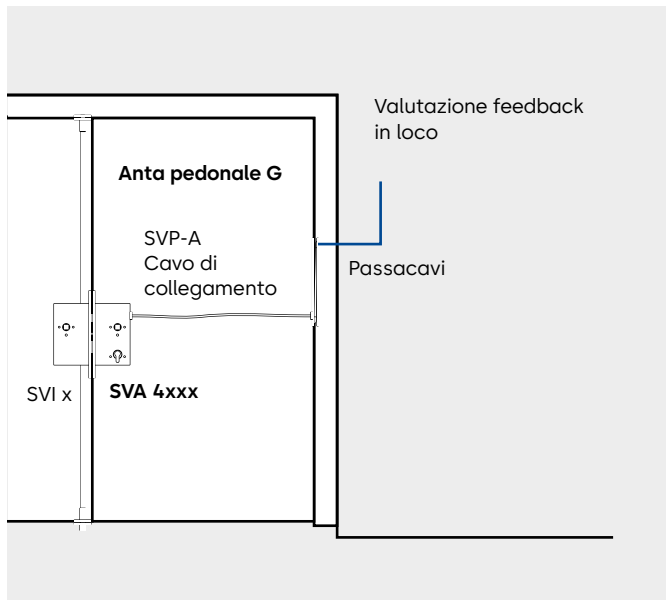 Valutazione feedback
in loco
Anta pedonale G
SVP-A
Cavo di
collegamento
Passacavi
SVI x
SVA 4xxx